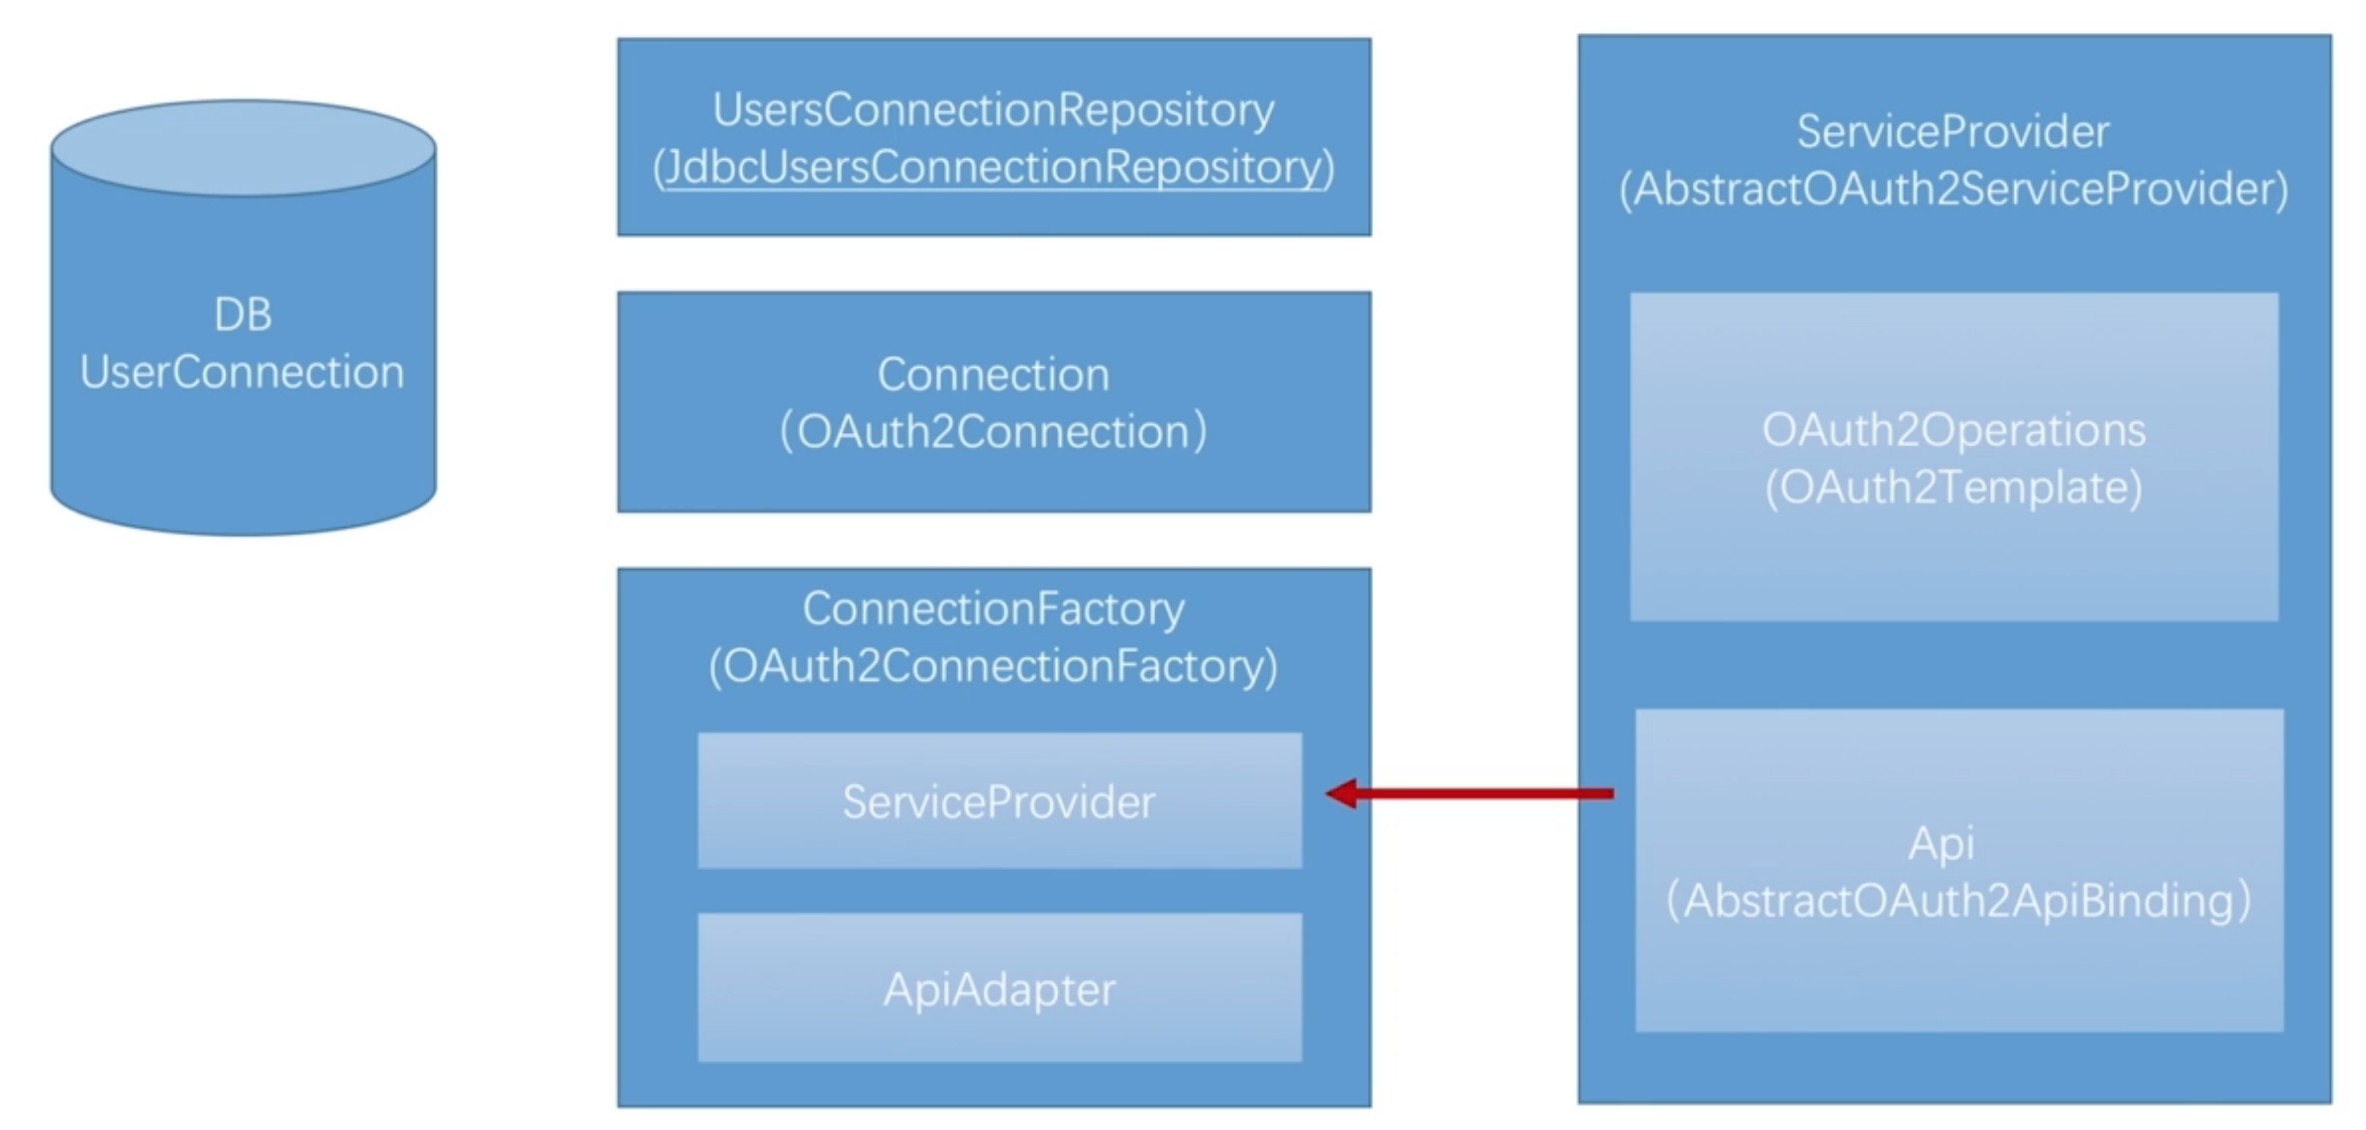 DB
UserConnection
UsersConnectionRepository
(JdbcUsersConnectionRepository)
Connection
（OAuth2Connection）
ConnectionFactory
(OAuth2ConnectionFactory)
ServiceProvider
ApiAdapter
ServiceProvider
(AbstractOAuth2ServiceProvider)
OAuth2Operations
(OAuth2Template)
Api
（AbstractOAuth2ApiBinding）